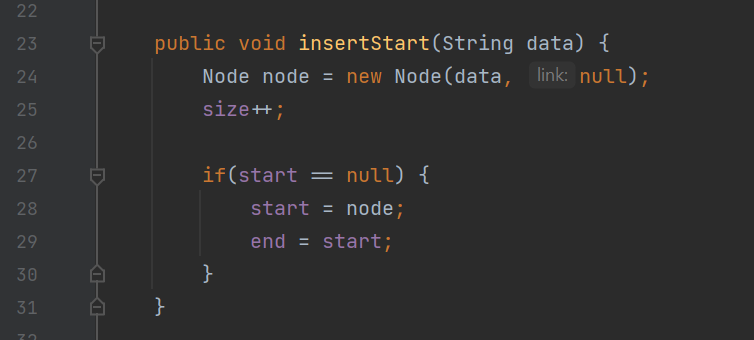 22
23 public void insertStart(String data) {
24 Node node = new Node(data, link: null);
25 size++;
26
27 if(start == null) {
28 start = node;
29 end = start;
30 }
31 }
32